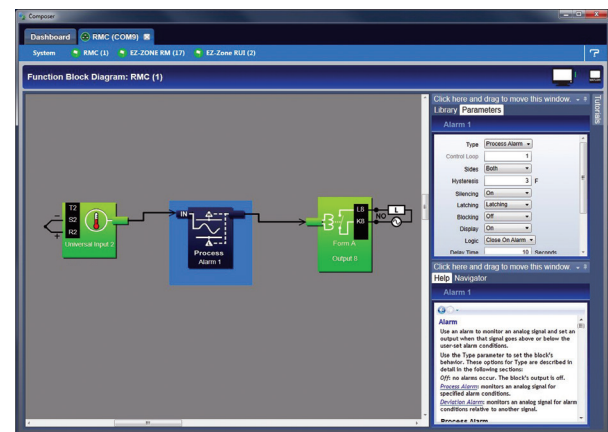 Composer
Dashboard RMC (COM9)
System RMC (1) EZ-ZONE RM (17) EZ-Zone RUI (2)
Function Block Diagram: RMC (1)
Click here and drag to move this window.
Library Parameters
Tutorials
Alarm 1
Type Process Alarm
Control Loop 1
Sides Both
Hysteresis 3 F
Silencing On
Latching Latching
Blocking Off
Display On
Logic Close On Alarm
Delay Time 10 Seconds
T2
S2
R2
Universal Input 2
IN
Process
Alarm 1
L8
K8
NO
L
Form A
Output 8
Click here and drag to move this window.
Help Navigator
Alarm 1
Alarm
Use an alarm to monitor an analog signal and set an
output when that signal goes above or below the
user-set alarm conditions.
Use the Type parameter to set the block's
behavior. These options for Type are described in
detail in the following sections:
Off: no alarms occur. The block's output is off.
Process Alarm: monitors an analog signal for
specified alarm conditions.
Deviation Alarm: monitors an analog signal for alarm
conditions relative to another signal.
Process Alarm